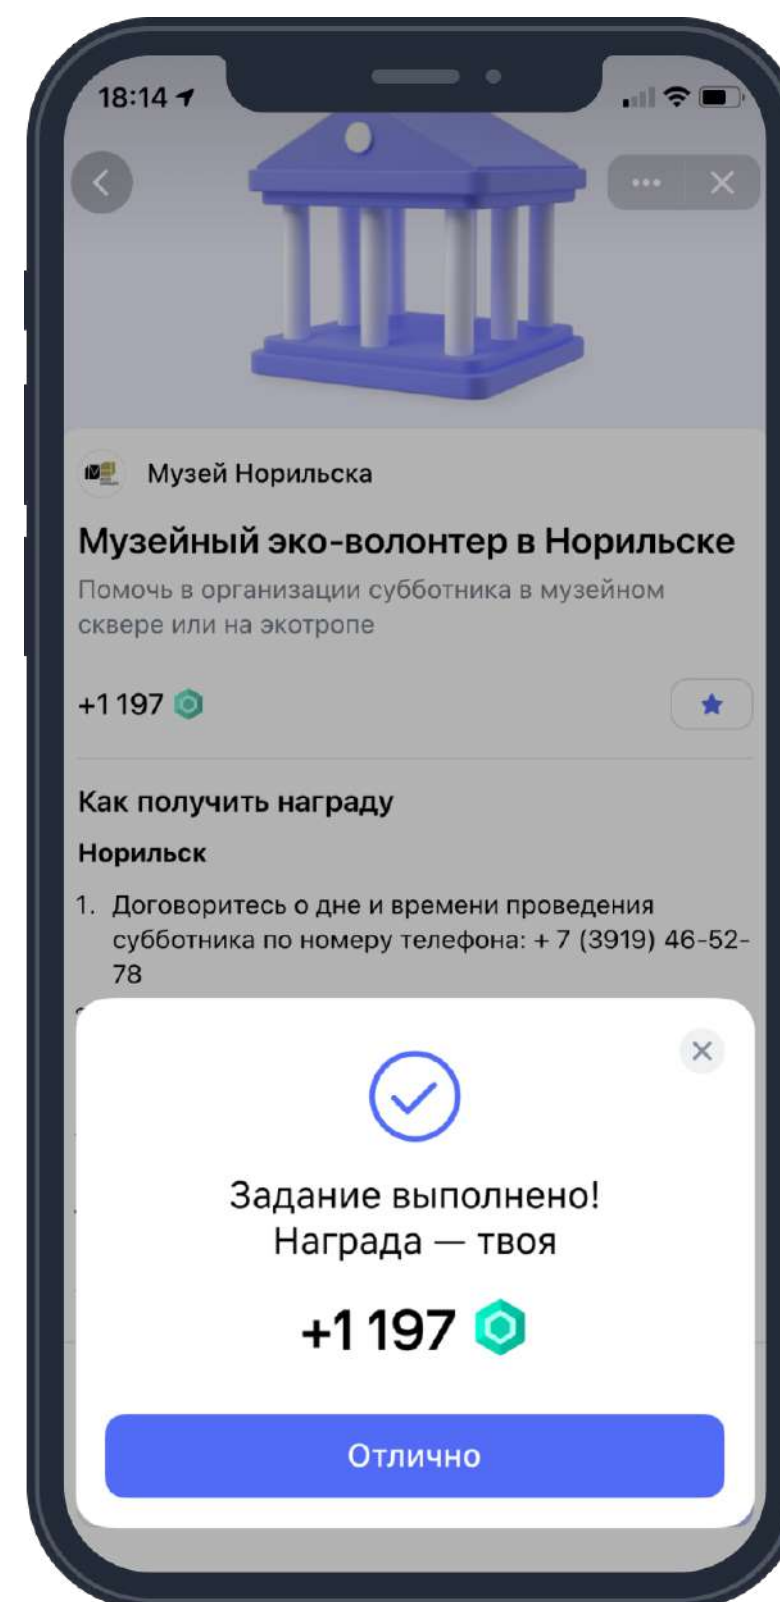 18:14
Музей Норильска
Музейный эко-волонтер в Норильске
Помочь в организации субботника в музейном
сквере или на экотропе
+1 197
Как получить награду
Норильск
1. Договоритесь о дне и времени проведения
субботника по номеру телефона: + 7 (3919) 46-52-
78
Задание выполнено!
Награда — твоя
+1 197
Отлично